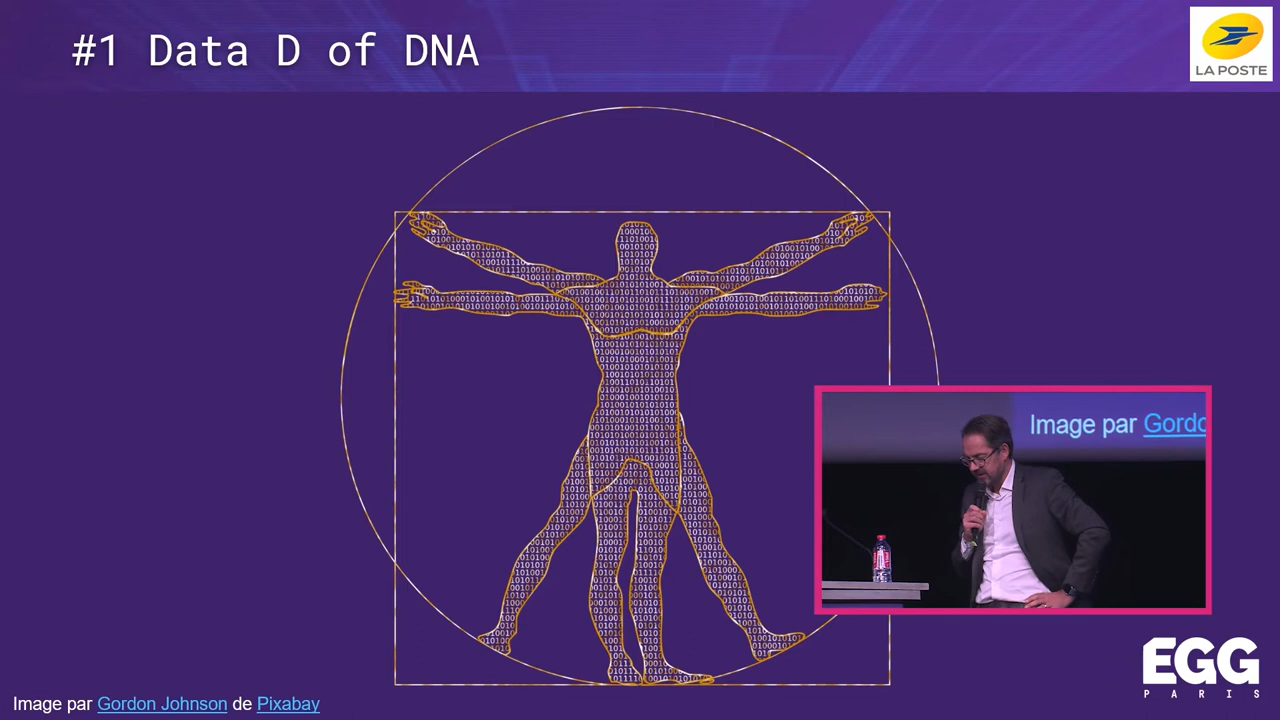 #1 Data D of DNA
LA POSTE
Image par Gordo
EGG
PARIS
Image par Gordon Johnson de Pixabay